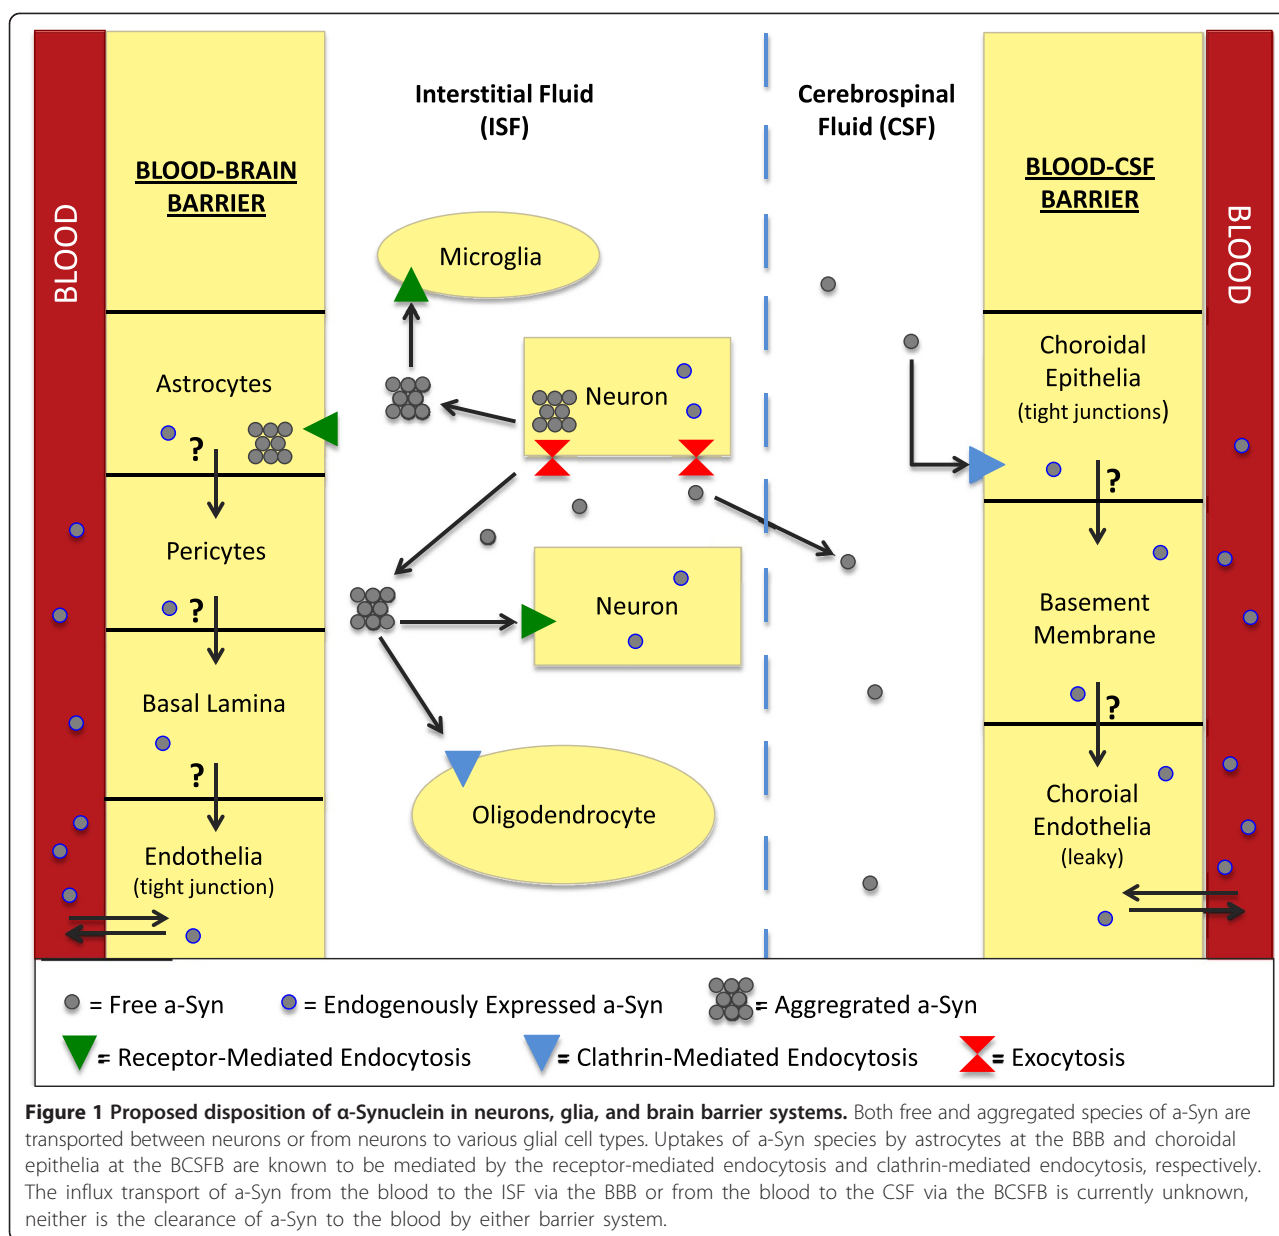 Interstitial Fluid
(ISF)
Cerebrospinal
Fluid (CSF)
BLOOD-BRAIN
BARRIER
BLOOD-CSF
BARRIER
BLOOD
BLOOD
Microglia
Astrocytes
?
Neuron
Choroidal
Epithelia
(tight junctions)
?
Pericytes
?
Neuron
Basement
Membrane
?
Basal Lamina
?
Oligodendrocyte
Choroial
Endothelia
(leaky)
Endothelia
(tight junction)
= Free a-Syn
= Endogenously Expressed a-Syn
= Aggregrated a-Syn
= Receptor-Mediated Endocytosis
= Clathrin-Mediated Endocytosis
= Exocytosis
Figure 1 Proposed disposition of α-Synuclein in neurons, glia, and brain barrier systems. Both free and aggregated species of a-Syn are
transported between neurons or from neurons to various glial cell types. Uptakes of a-Syn species by astrocytes at the BBB and choroidal
epithelia at the BCSFB are known to be mediated by the receptor-mediated endocytosis and clathrin-mediated endocytosis, respectively.
The influx transport of a-Syn from the blood to the ISF via the BBB or from the blood to the CSF via the BCSFB is currently unknown,
neither is the clearance of a-Syn to the blood by either barrier system.